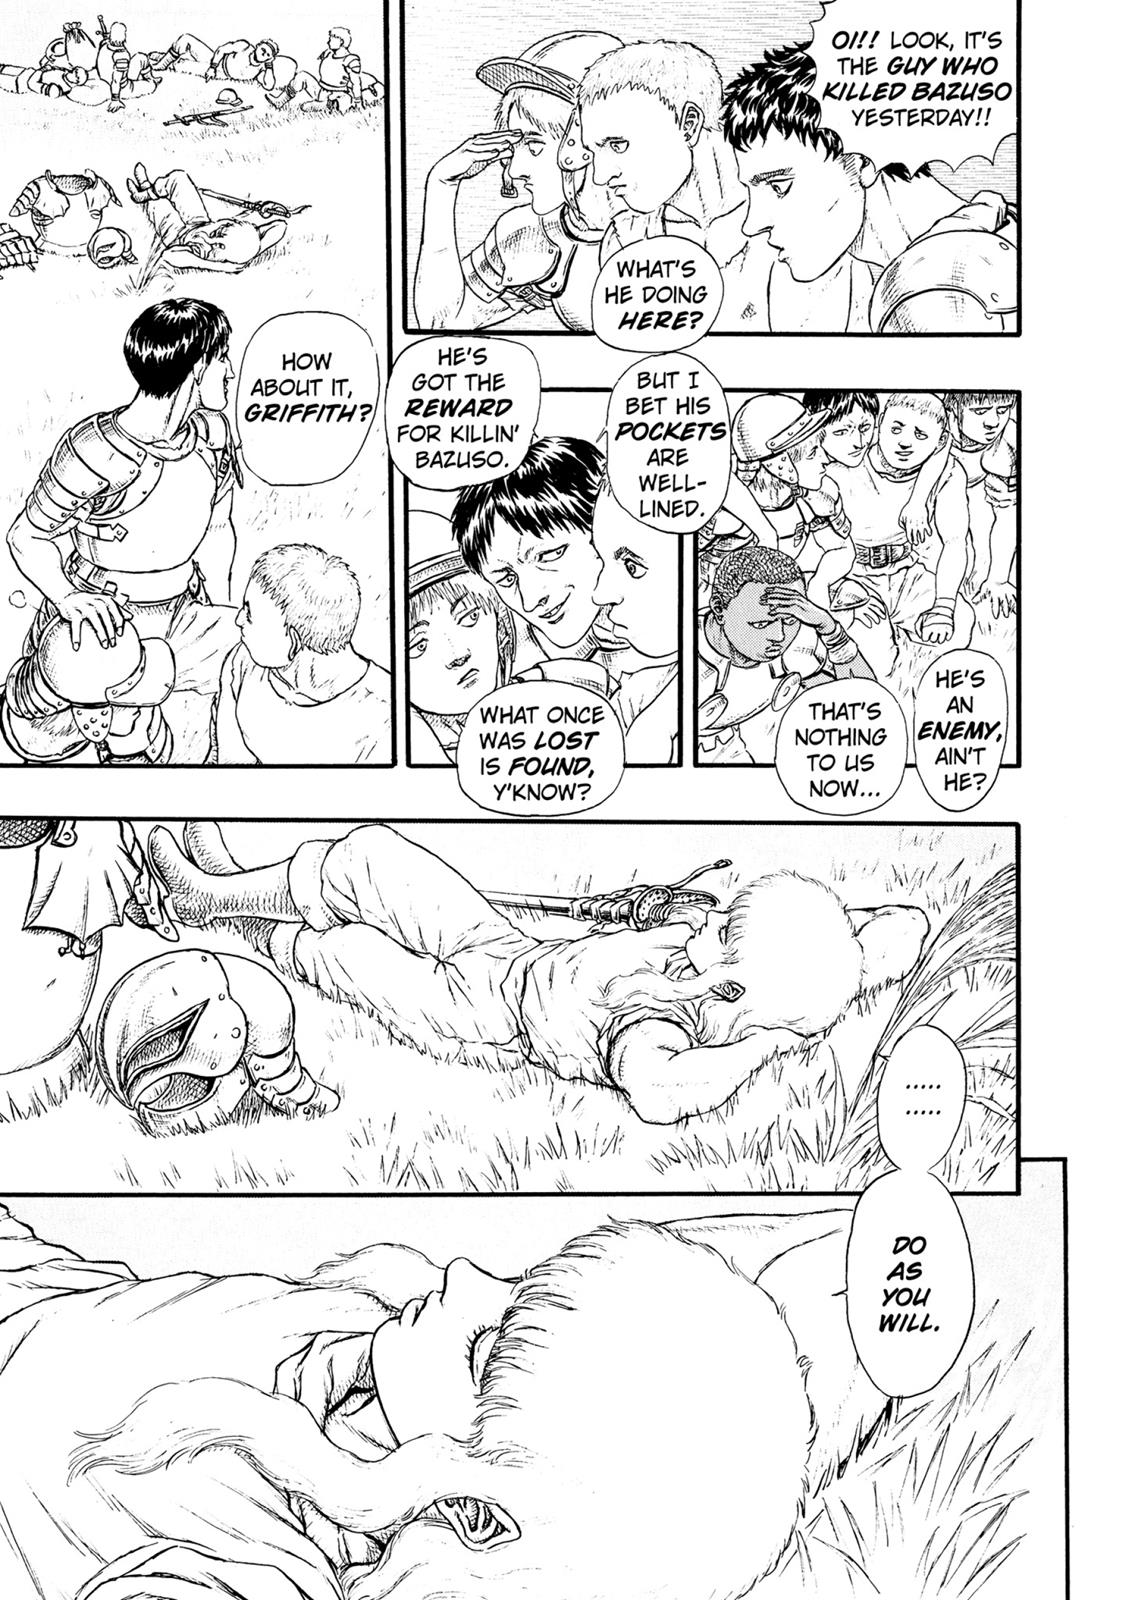 OI!! LOOK, IT'S
THE GUY WHO
KILLED BAZUSO
YESTERDAY!!
WHAT'S
HE DOING
HERE?
HOW
ABOUT IT,
GRIFFITH?
HE'S
AN
ENEMY,
AIN'T
HE?
THAT'S
NOTHING
TO US
NOW...
BUT I
BET HIS
POCKETS
ARE
WELL-
LINED.
HE'S
GOT THE
REWARD
FOR KILLIN'
BAZUSO.
WHAT ONCE
WAS LOST
IS FOUND,
Y'KNOW?
.....
.....
DO
AS
YOU
WILL.